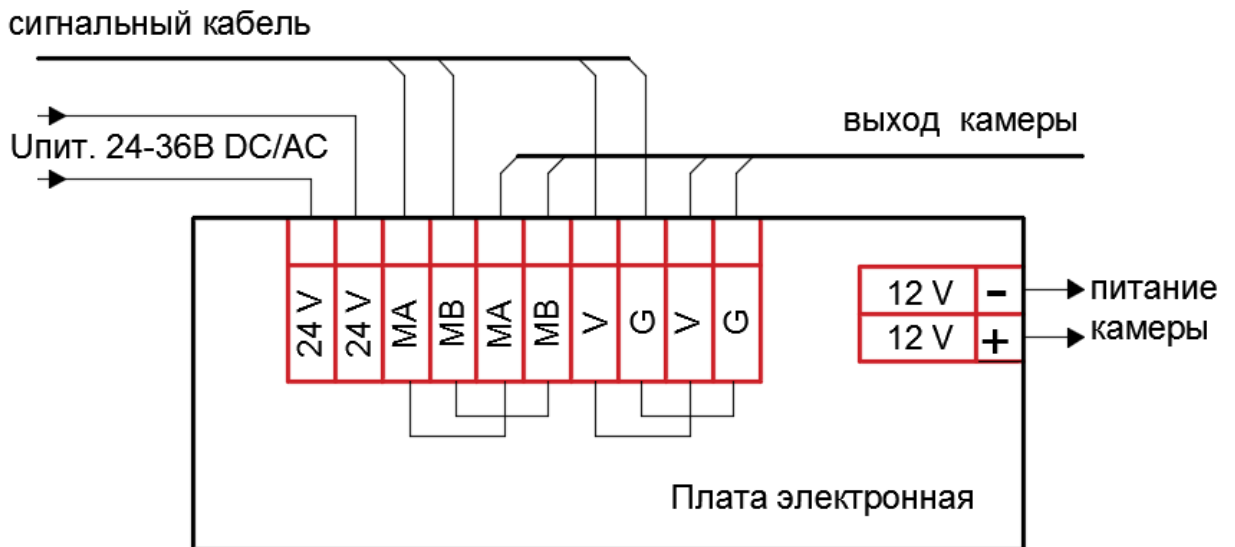 сигнальный кабель
выход камеры
Uпит. 24-36В DC/AC
24 V
24 V
MA
MB
MA
MB
V
G
V
G
12 V -
12 V +
питание
камеры
Плата электронная